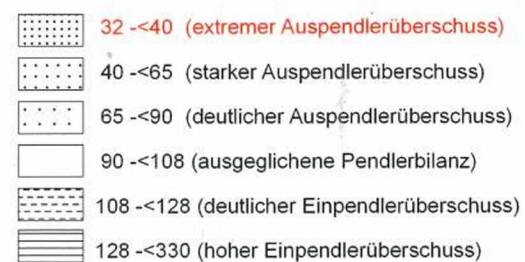 32 -<40 (extremer Auspendlerüberschuss)
40 -<65 (starker Auspendlerüberschuss)
65 -<90 (deutlicher Auspendlerüberschuss)
90 -<108 (ausgeglichene Pendlerbilanz)
108 -<128 (deutlicher Einpendlerüberschuss)
128 -<330 (hoher Einpendlerüberschuss)